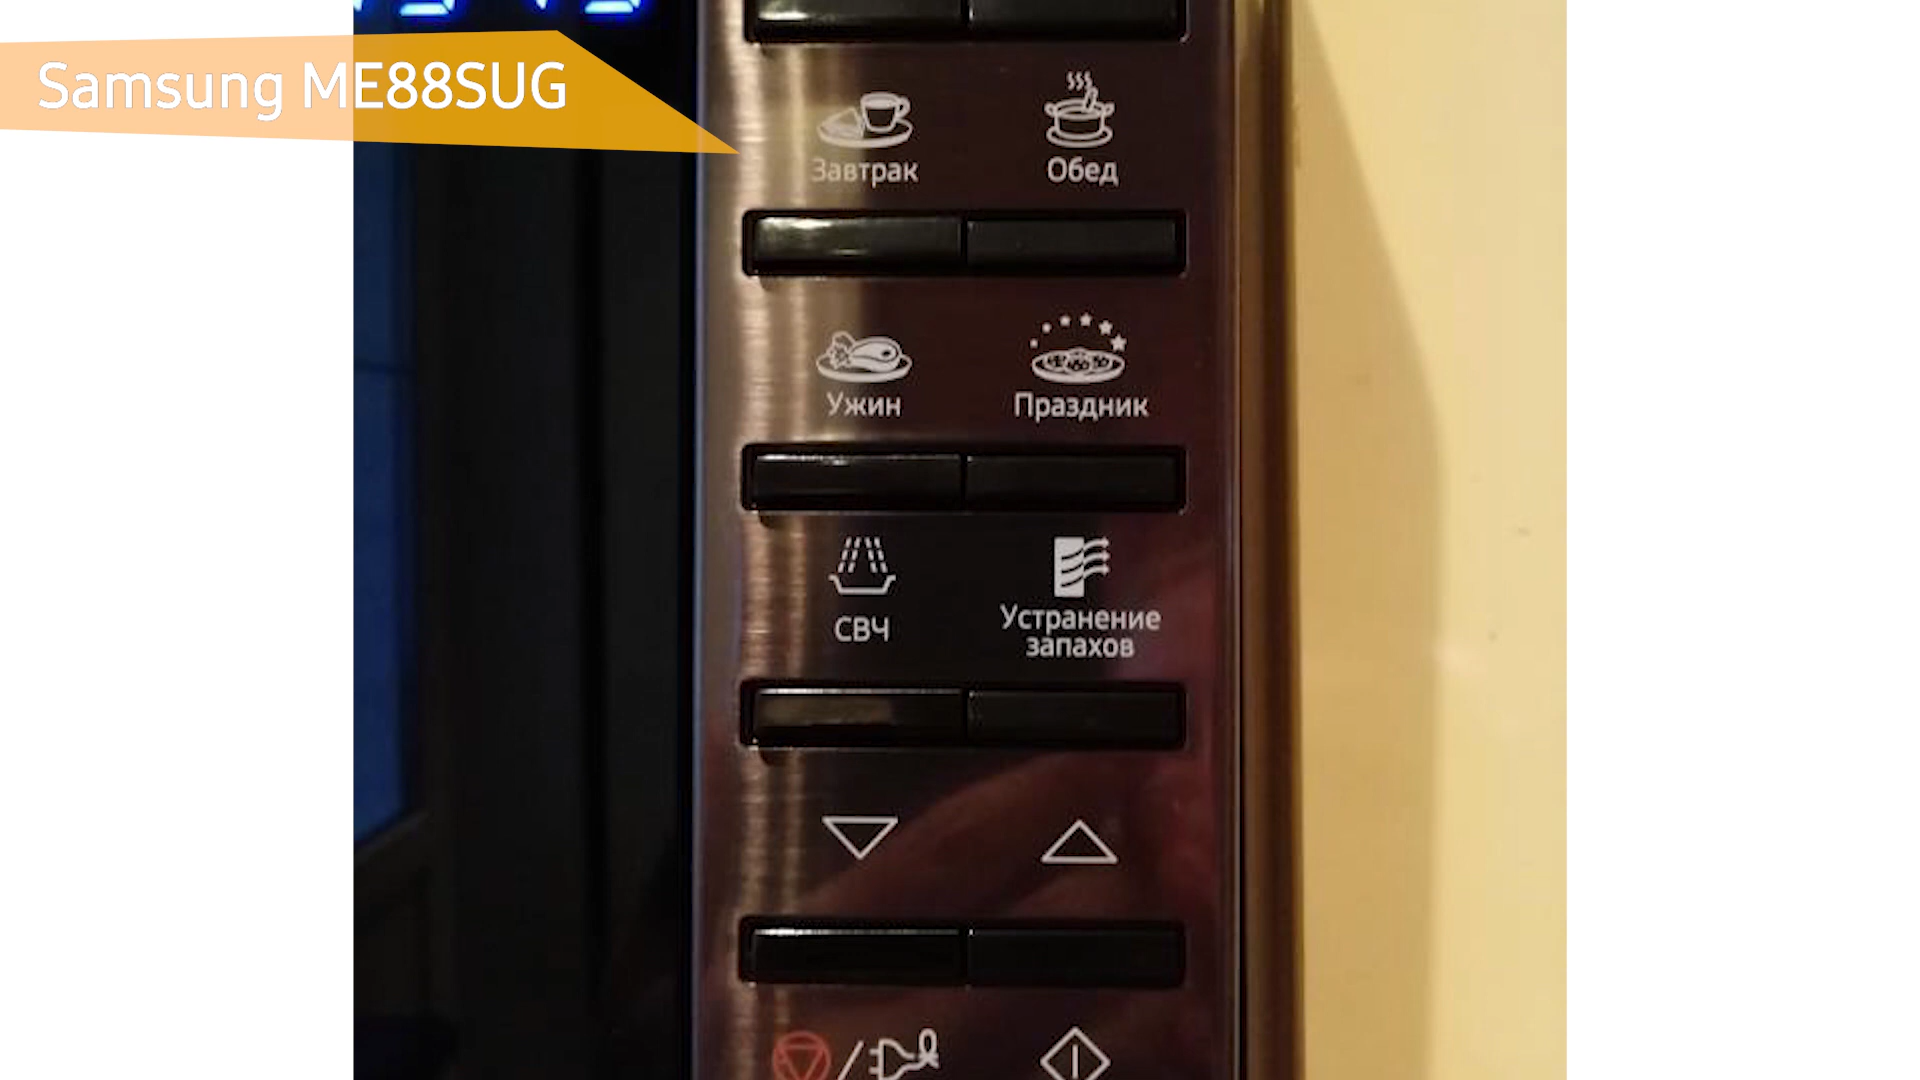 Samsung ME88SUG
Завтрак Обед
Ужин Праздник
СВЧ Устранение
запахов